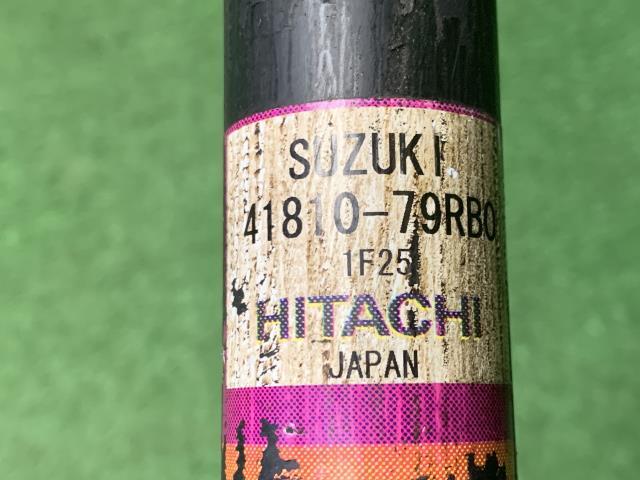 SUZUKI
41810-79RB0
1F25
HITACHI
JAPAN